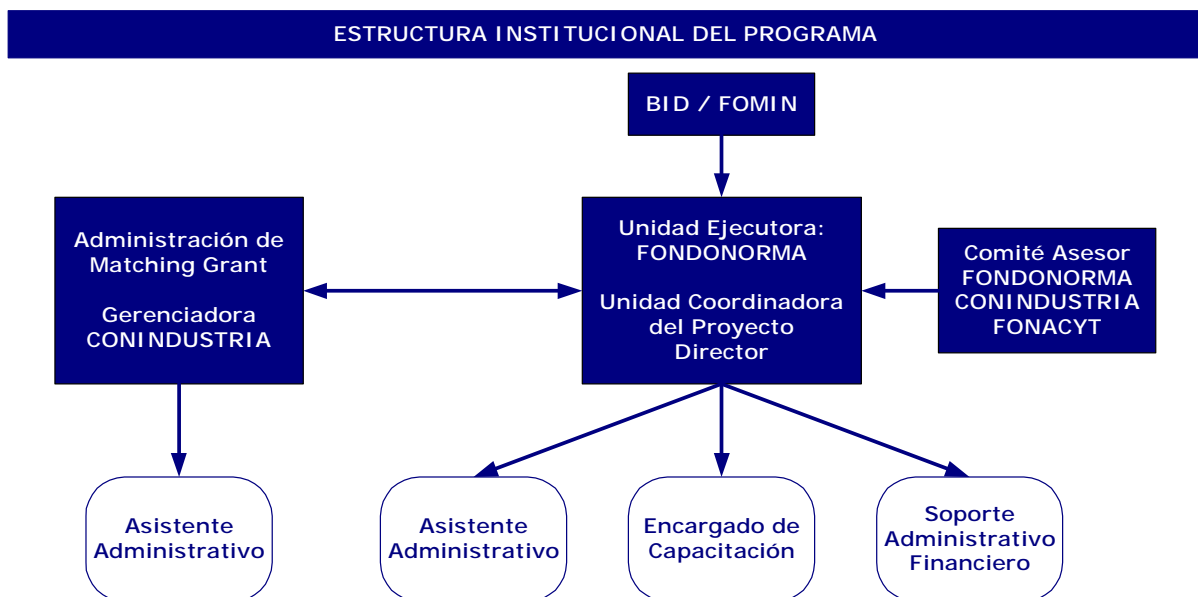 ESTRUCTURA INSTITUCIONAL DEL PROGRAMA
BID / FOMIN
Administración de
Matching Grant
Gerenciadora
CONINDUSTRIA
Unidad Ejecutora:
FONDONORMA
Unidad Coordinadora
del Proyecto
Director
Comité Asesor
FONDONORMA
CONINDUSTRIA
FONACYT
Asistente
Administrativo
Asistente
Administrativo
Encargado de
Capacitación
Soporte
Administrativo
Financiero